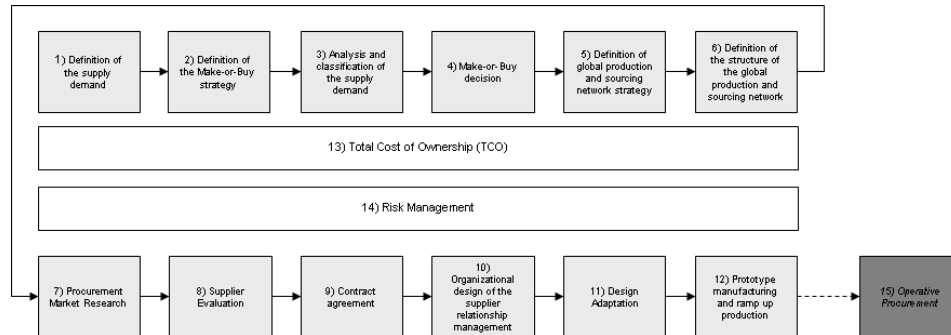 1) Definition of
the supply
demand
2) Definition of
the Make-or-Buy
strategy
3) Analysis and
classification of
the supply
demand
4) Make-or-Buy
decision
5) Definition of
global production
and sourcing
network strategy
6) Definition of
the structure of
the global
production and
sourcing network
13) Total Cost of Ownership (TCO)
14) Risk Management
7) Procurement
Market Research
8) Supplier
Evaluation
9) Contract
agreement
10)
Organizational
design of the
supplier
relationship
management
11) Design
Adaptation
12) Prototype
manufacturing
and ramp up
production
15) Operative
Procurement